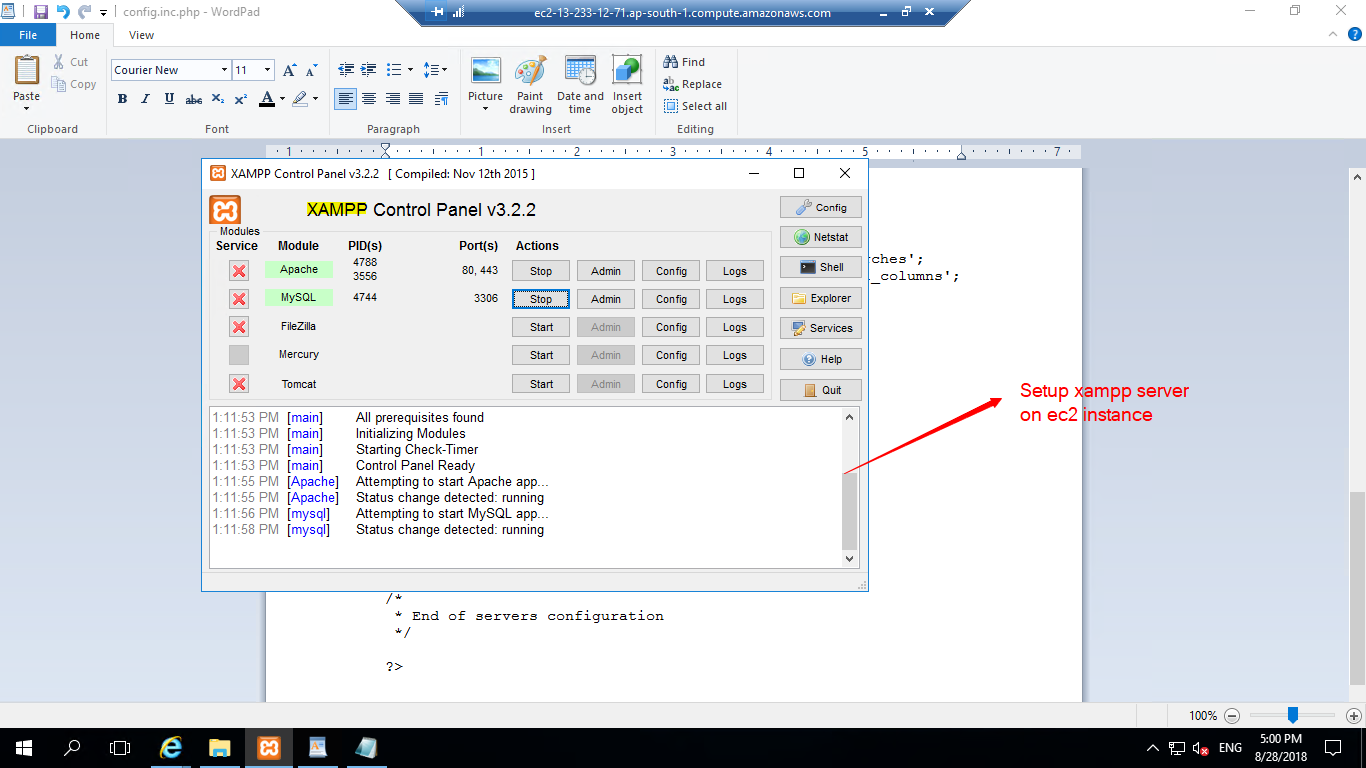 config.inc.php - WordPad
ec2-13-233-12-71.ap-south-1.compute.amazonaws.com
File Home View
Paste
Cut
Copy
Clipboard
Courier New 11
B I U abc X₂ X² A
Font
Paragraph
Picture
Paint drawing
Date and time
Insert object
Insert
Find
Replace
Select all
Editing
1 1 2 3 4 5 7
XAMPP Control Panel v3.2.2 [ Compiled: Nov 12th 2015 ]
XAMPP Control Panel v3.2.2
Modules
Service Module PID(s) Port(s) Actions
Apache 4788 3556 80, 443 Stop Admin Config Logs
MySQL 4744 3306 Stop Admin Config Logs
FileZilla Start Admin Config Logs
Mercury Start Admin Config Logs
Tomcat Start Admin Config Logs
Config
Netstat
Shell
Explorer
Services
Help
Quit
1:11:53 PM [main] All prerequisites found
1:11:53 PM [main] Initializing Modules
1:11:53 PM [main] Starting Check-Timer
1:11:53 PM [main] Control Panel Ready
1:11:55 PM [Apache] Attempting to start Apache app...
1:11:55 PM [Apache] Status change detected: running
1:11:56 PM [mysql] Attempting to start MySQL app...
1:11:58 PM [mysql] Status change detected: running
ches';
_columns';
Setup xampp server
on ec2 instance
/*
* End of servers configuration
*/
?>
100%
ENG
5:00 PM
8/28/2018